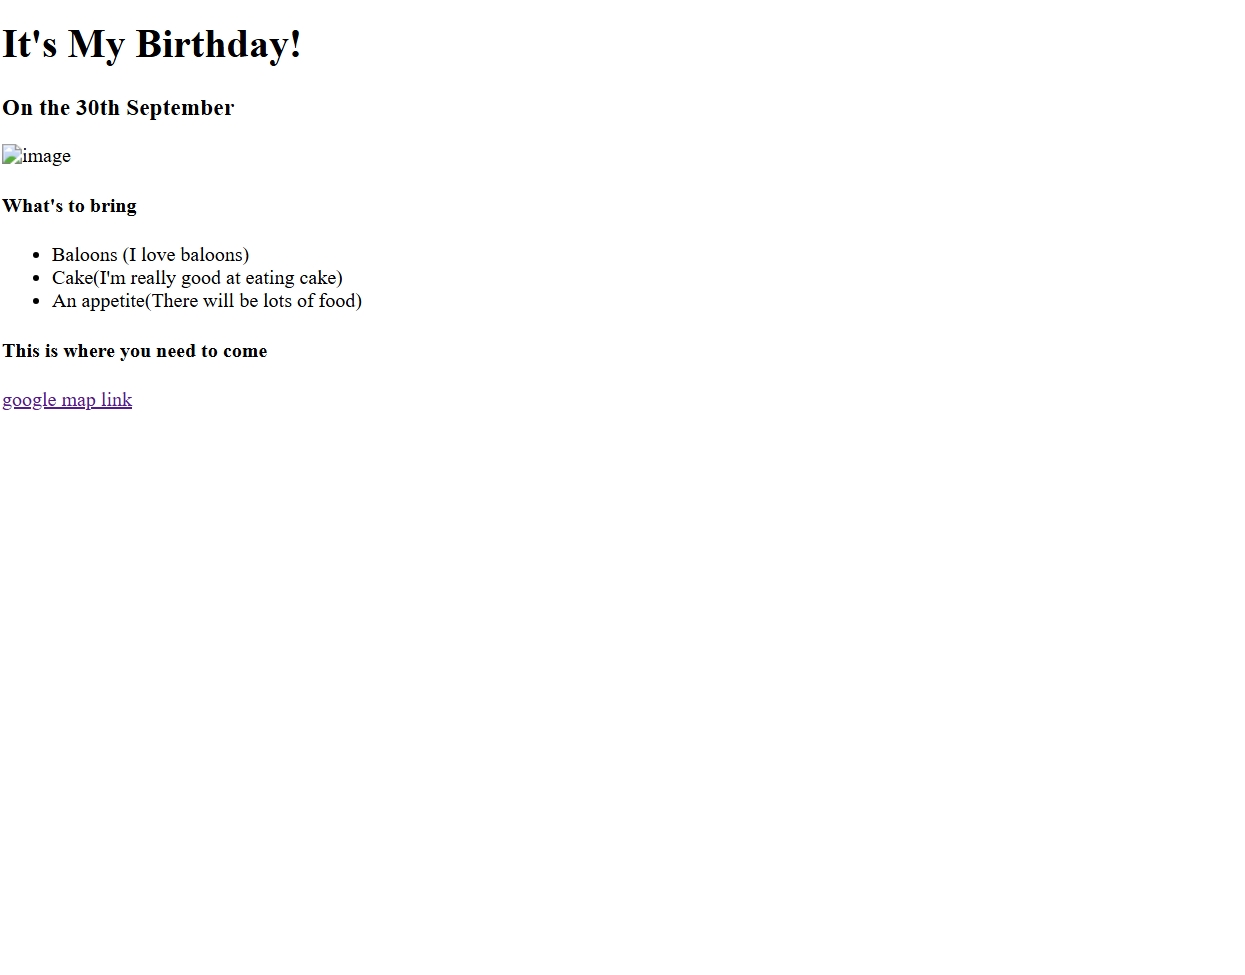 It's My Birthday!
On the 30th September
image
What's to bring
Baloons (I love baloons)
Cake(I'm really good at eating cake)
An appetite(There will be lots of food)
This is where you need to come
google map link